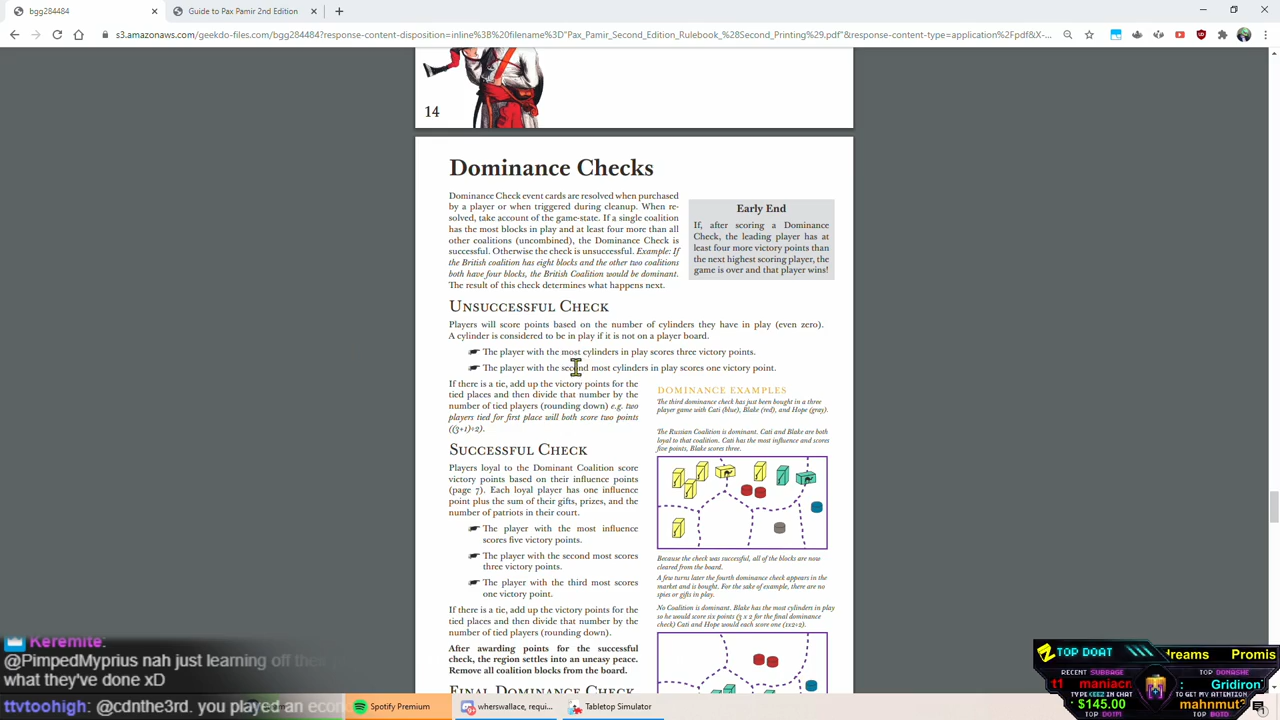 bgg284484
Guide to Pax Pamir 2nd Edition
s3.amazonaws.com/geekdo-files.com/bgg284484?response-content-disposition=inline%3B%20filename%3D"Pax_Pamir_Second_Edition_Rulebook_%28Second_Printing%29.pdf"&response-content-type=application%2Fpdf&X-...
14
Dominance Checks
Dominance Check event cards are resolved when purchased
by a player or when triggered during cleanup. When re-
solved, take account of the game-state. If a single coalition
has the most blocks in play and at least four more than all
other coalitions (uncombined), the Dominance Check is
successful. Otherwise the check is unsuccessful. Example: If
the British coalition has eight blocks and the other two coalitions
both have four blocks, the British Coalition would be dominant.
The result of this check determines what happens next.
Early End
If, after scoring a Dominance
Check, the leading player has at
least four more victory points than
the next highest scoring player, the
game is over and that player wins!
Unsuccessful Check
Players will score points based on the number of cylinders they have in play (even zero).
A cylinder is considered to be in play if it is not on a player board.
The player with the most cylinders in play scores three victory points.
The player with the second most cylinders in play scores one victory point.
If there is a tie, add up the victory points for the
tied places and then divide that number by the
number of tied players (rounding down) e.g. two
players tied for first place will both score two points
((3+1)÷2).
Successful Check
Players loyal to the Dominant Coalition score
victory points based on their influence points
(page 7). Each loyal player has one influence
point plus the sum of their gifts, prizes, and the
number of patriots in their court.
The player with the most influence
scores five victory points.
The player with the second most scores
three victory points.
The player with the third most scores
one victory point.
If there is a tie, add up the victory points for the
tied places and then divide that number by the
number of tied players (rounding down).
After awarding points for the successful
check, the region settles into an uneasy peace.
Remove all coalition blocks from the board.
Final Dominance Check
Dominance Examples
The third dominance check has just been bought in a three
player game with Cati (blue), Blake (red), and Hope (gray).
The Russian Coalition is dominant. Cati and Blake are both
loyal to that coalition. Cati has the most influence and scores
five points, Blake scores three.
Because the check was successful, all of the blocks are now
cleared from the board.
A few turns later the fourth dominance check appears in the
market and is bought. For the sake of example, there are no
spies or gifts in play.
No Coalition is dominant. Blake has the most cylinders in play
so he would score six points (3 x 2 for the final dominance
check) Cati and Hope would each score one (1x2÷2).
Keremite:
@PimpedMyprius nah just learning off the
what they've done xD
ttvtoohigh: @cdnthe3rd. you played an econ
Spotify Premium
wherswallace, requi...
Tabletop Simulator
TOP DOAT
dreams Promis
RECENT SUBBAGE
TOP DONASHE
maniacm
: Gridiron
TYPE KEE2 IN CHAT
TO GET MY ATTENTION
$145.00
mahnmut
TOP BITD